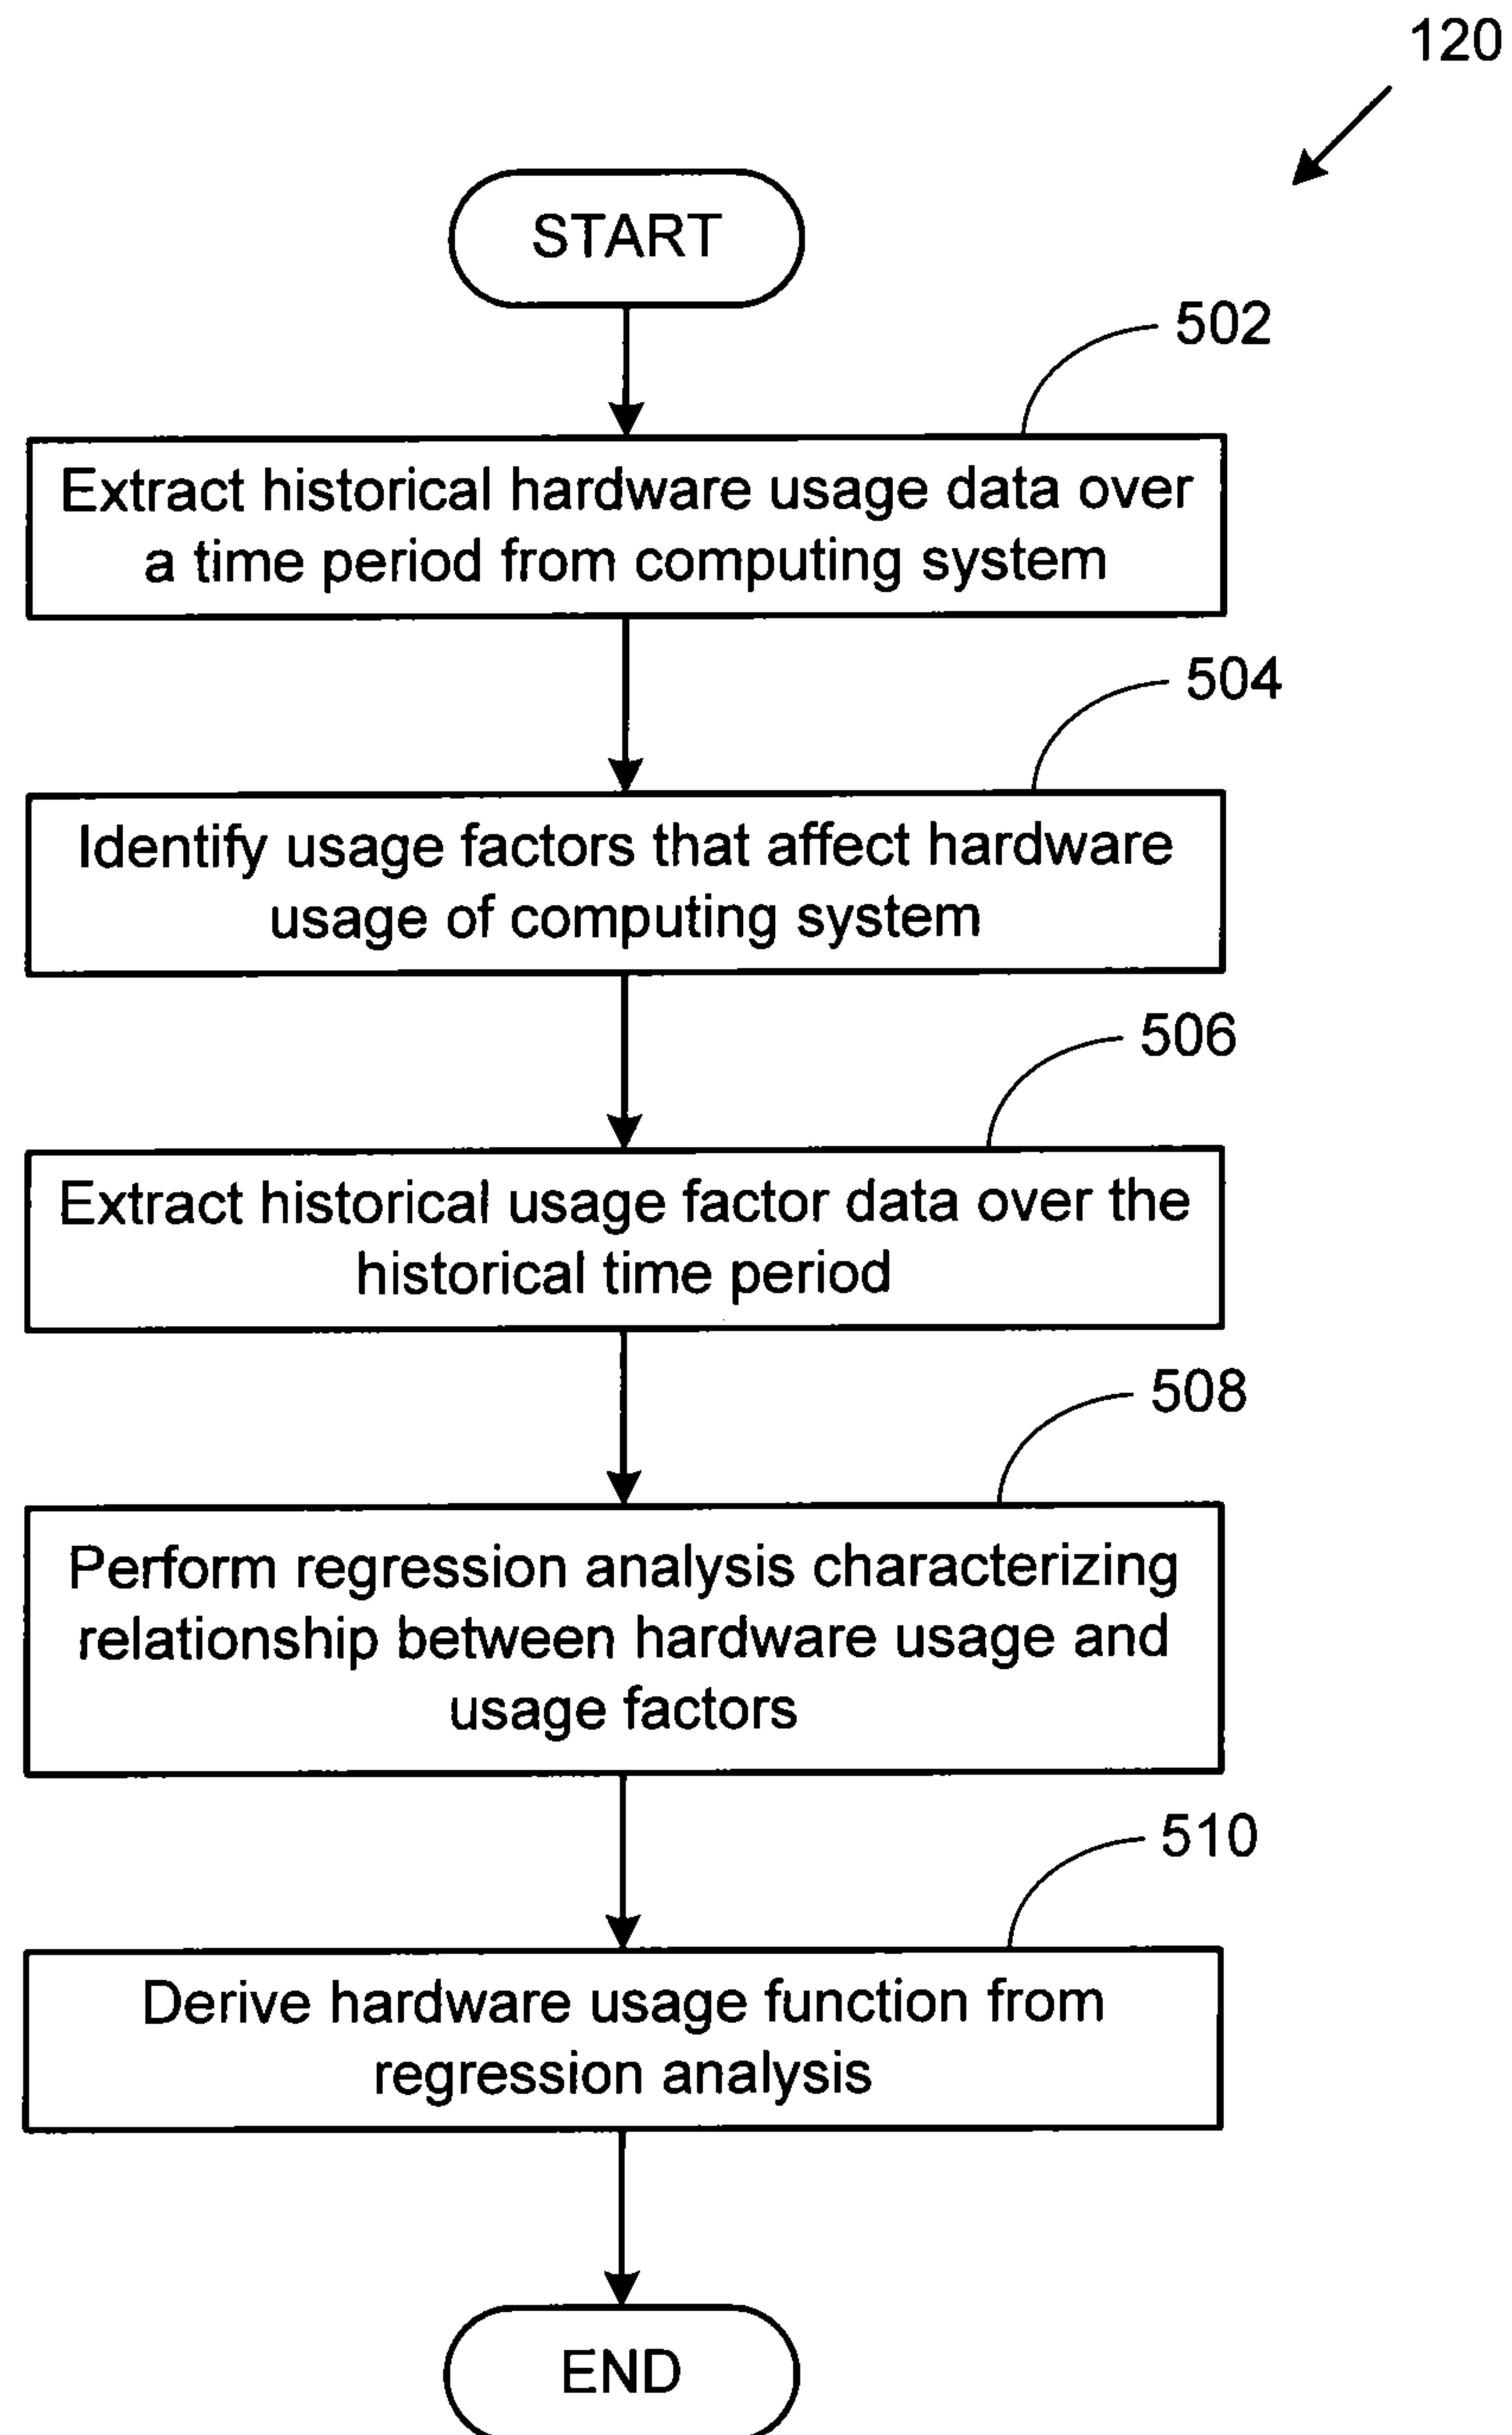 120
START
502
Extract historical hardware usage data over
a time period from computing system
504
Identify usage factors that affect hardware
usage of computing system
506
Extract historical usage factor data over the
historical time period
508
Perform regression analysis characterizing
relationship between hardware usage and
usage factors
510
Derive hardware usage function from
regression analysis
END